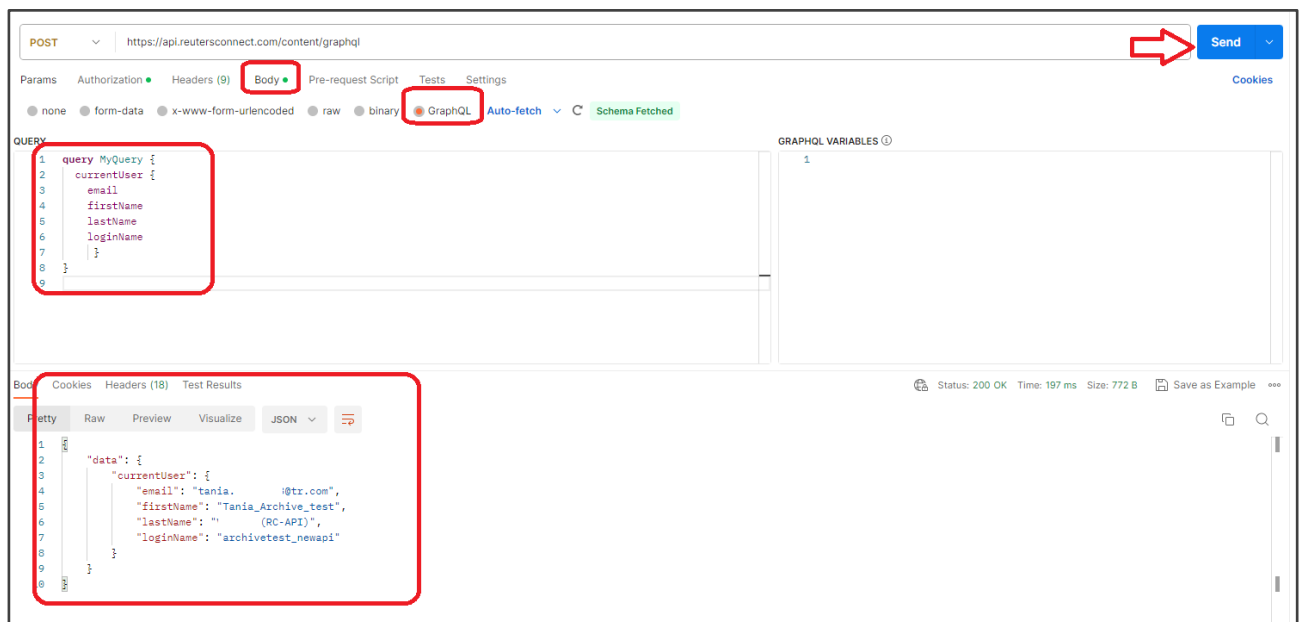 POST https://api.reutersconnect.com/content/graphql Send
Params Authorization Headers (9) Body Pre-request Script Tests Settings Cookies
none form-data x-www-form-urlencoded raw binary GraphQL Auto-fetch Schema Fetched
QUERY GRAPHQL VARIABLES
1 query MyQuery { 1
2 currentUser {
3 email
4 firstName
5 lastName
6 loginName
7 }
8 }
9
Body Cookies Headers (18) Test Results Status: 200 OK Time: 197 ms Size: 772 B Save as Example
Pretty Raw Preview Visualize JSON
1 {
2 "data": {
3 "currentUser": {
4 "email": "tania. @tr.com",
5 "firstName": "Tania_Archive_test",
6 "lastName": " (RC-API)",
7 "loginName": "archivetest_newapi"
8 }
9 }
0 }